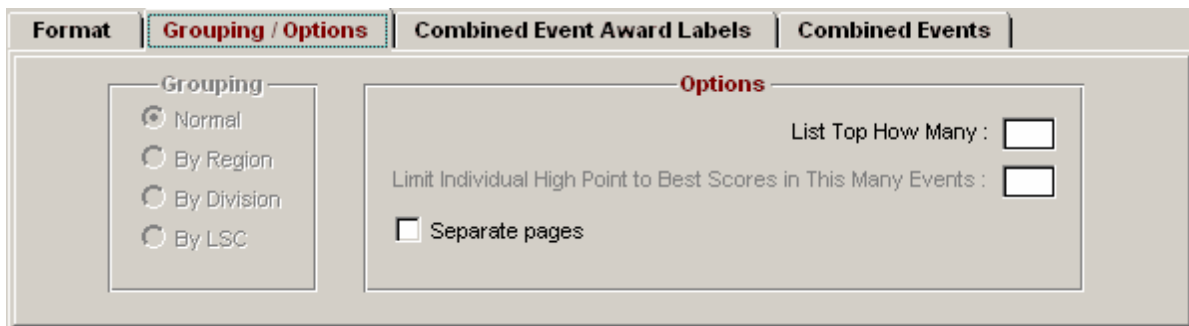 Format Grouping / Options Combined Event Award Labels Combined Events
Grouping
Normal
By Region
By Division
By LSC
Options
List Top How Many :
Limit Individual High Point to Best Scores in This Many Events :
Separate pages